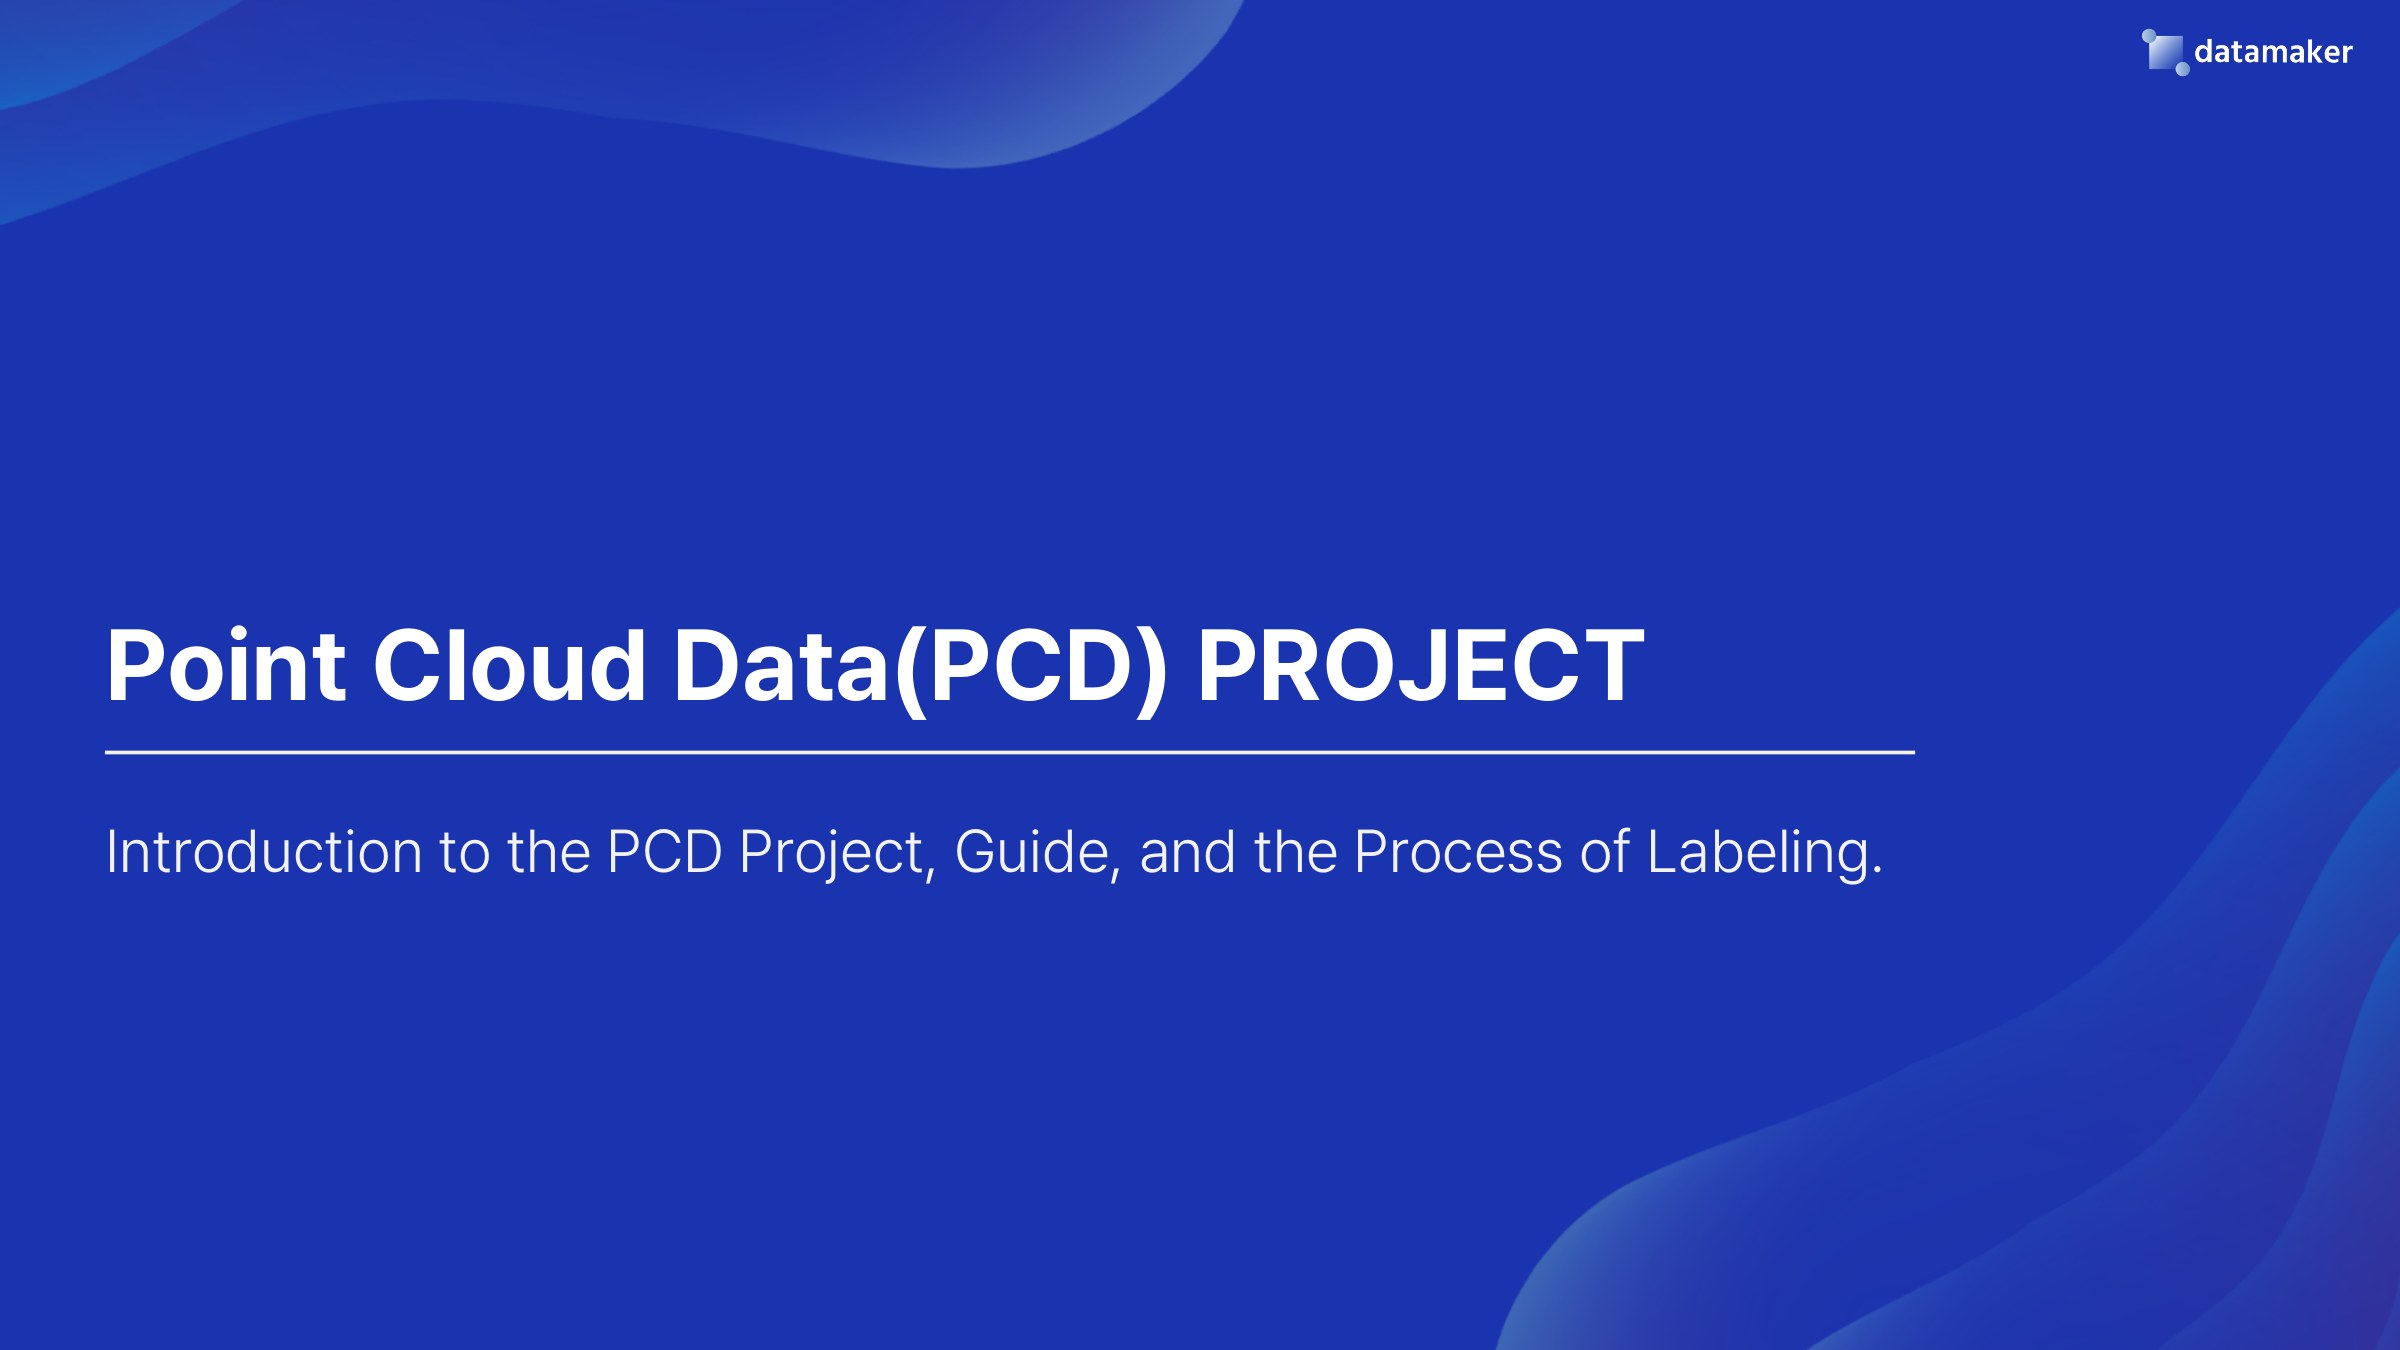 datamaker
Point Cloud Data(PCD) PROJECT
Introduction to the PCD Project, Guide, and the Process of Labeling.